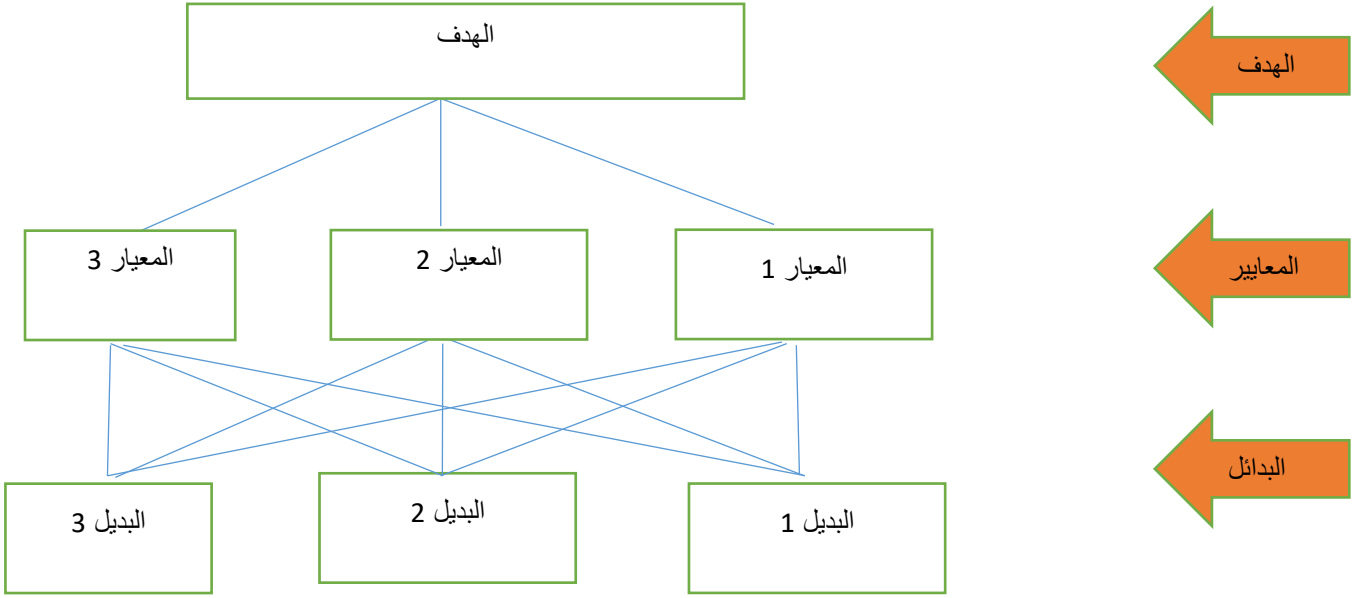 الهدف
الهدف
المعيار 1
المعيار 2
المعيار 3
المعايير
البديل 1
البديل 2
البديل 3
البدائل